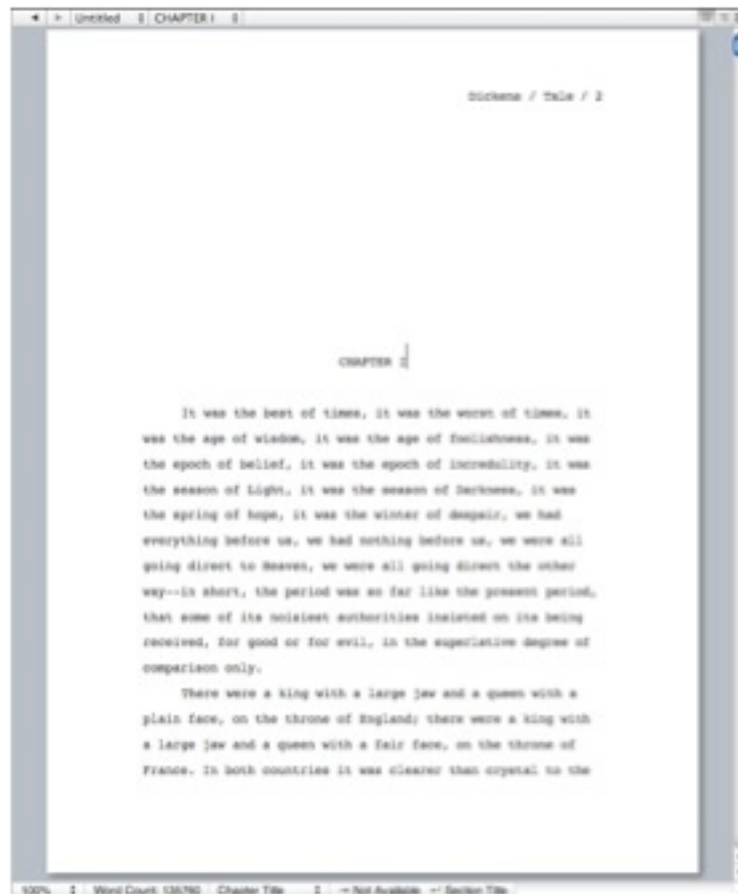 Untitled CHAPTER I
Dickens / Tale / 2
CHAPTER I
It was the best of times, it was the worst of times, it
was the age of wisdom, it was the age of foolishness, it was
the epoch of belief, it was the epoch of incredulity, it was
the season of Light, it was the season of Darkness, it was
the spring of hope, it was the winter of despair, we had
everything before us, we had nothing before us, we were all
going direct to Heaven, we were all going direct the other
way--in short, the period was so far like the present period,
that some of its noisiest authorities insisted on its being
received, for good or for evil, in the superlative degree of
comparison only.
There were a king with a large jaw and a queen with a
plain face, on the throne of England; there were a king with
a large jaw and a queen with a fair face, on the throne of
France. In both countries it was clearer than crystal to the
100% Word Count: 135760 Chapter Title → Not Available ↵ Section Title